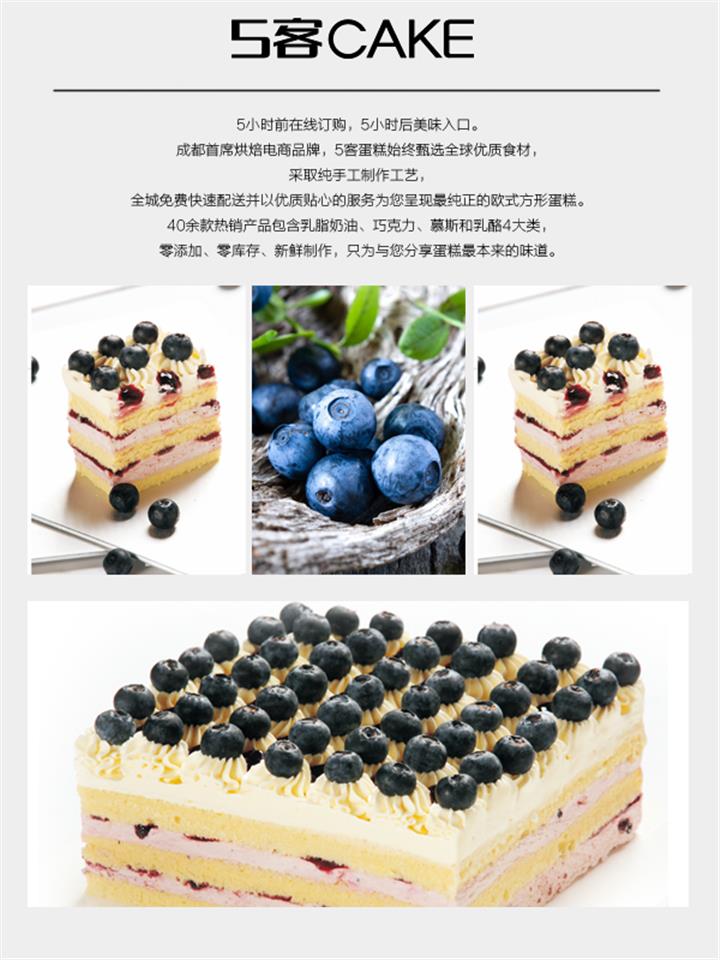 5客CAKE
5小时前在线订购，5小时后美味入口。
成都首席烘焙电商品牌，5客蛋糕始终甄选全球优质食材，
采取纯手工制作工艺，
全城免费快速配送并以优质贴心的服务为您呈现最纯正的欧式方形蛋糕。
40余款热销产品包含乳脂奶油、巧克力、慕斯和乳酪4大类，
零添加、零库存、新鲜制作，只为与您分享蛋糕最本来的味道。